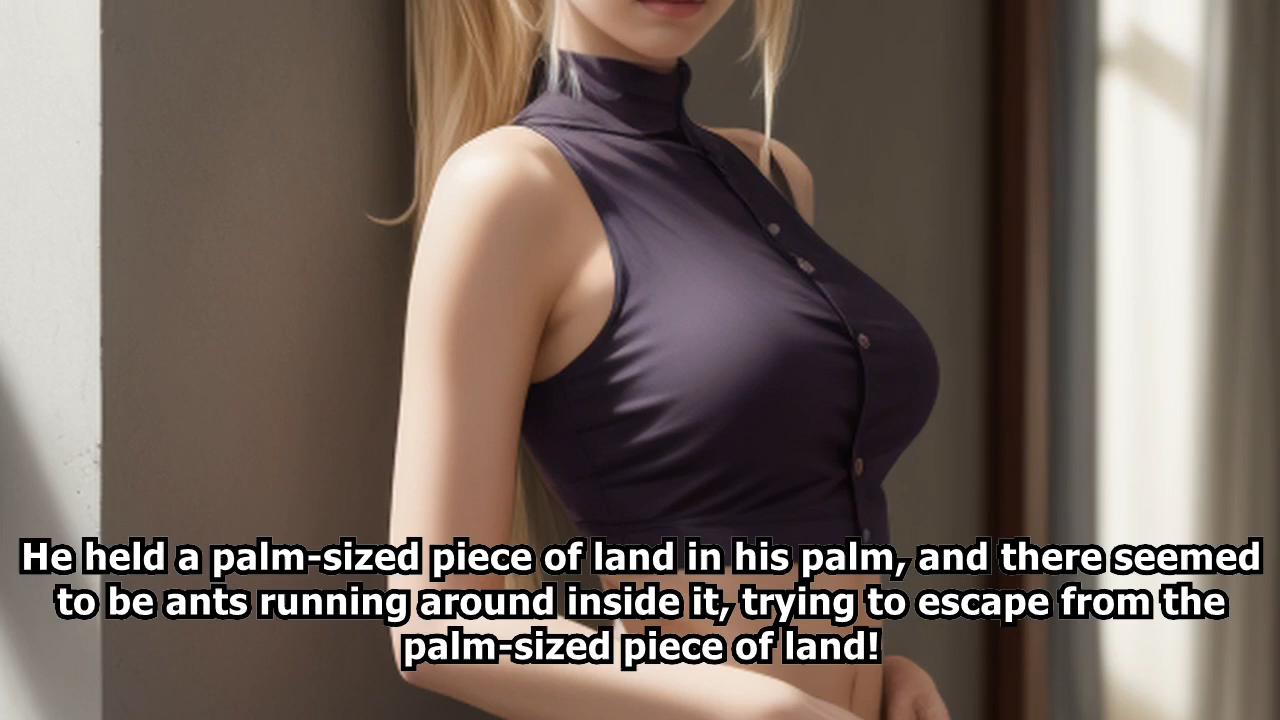 He held a palm-sized piece of land in his palm, and there seemed
to be ants running around inside it, trying to escape from the
palm-sized piece of land!